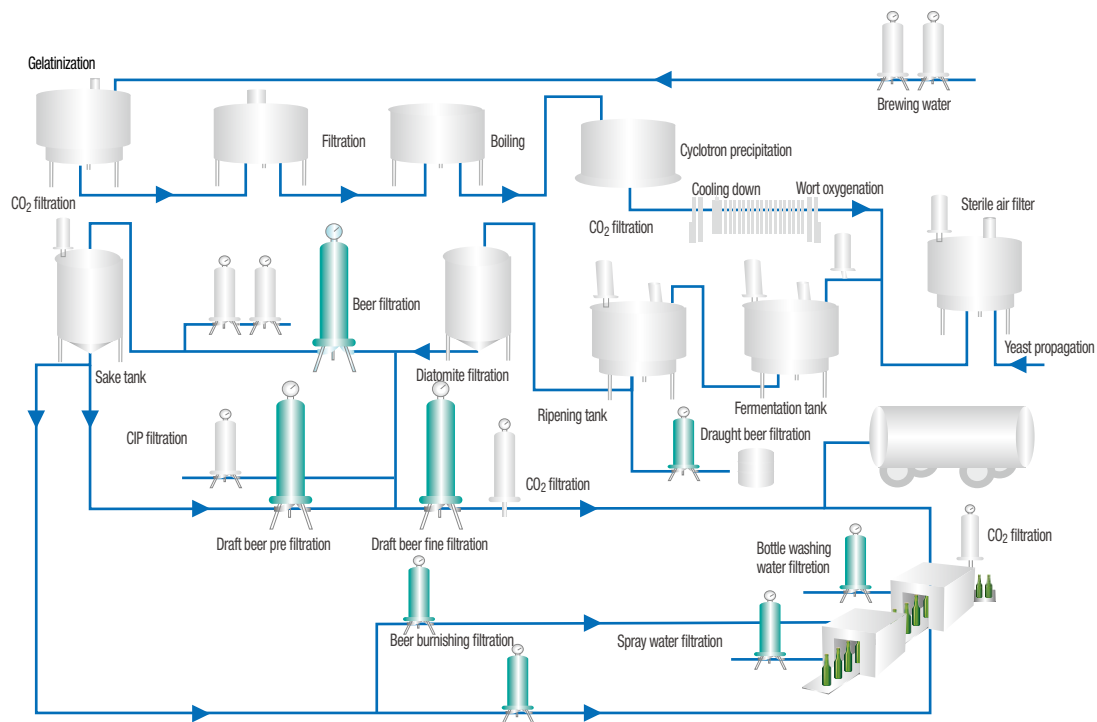 Gelatinization
Brewing water
Filtration
Boiling
Cyclotron precipitation
CO₂ filtration
Cooling down
Wort oxygenation
Sterile air filter
CO₂ filtration
Beer filtration
Sake tank
Diatomite filtration
Yeast propagation
Ripening tank
Fermentation tank
CIP filtration
Draught beer filtration
CO₂ filtration
Draft beer pre filtration
Draft beer fine filtration
Bottle washing
water filtretion
CO₂ filtration
Beer burnishing filtration
Spray water filtration